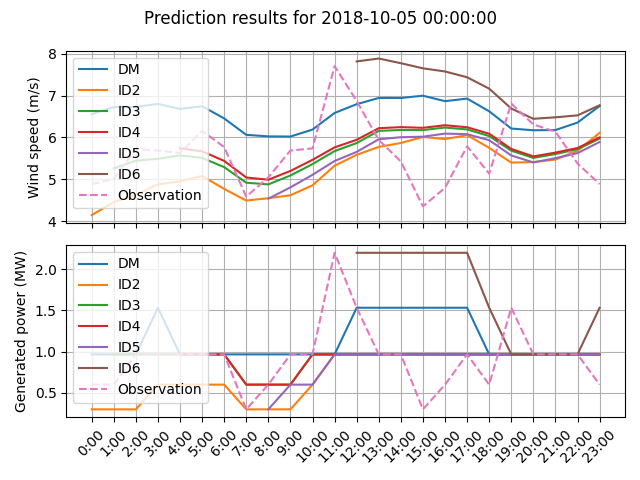 Prediction results for 2018-10-05 00:00:00
Wind speed (m/s)
8
7
6
5
4
DM
ID2
ID3
ID4
ID5
ID6
Observation
Generated power (MW)
2.0
1.5
1.0
0.5
DM
ID2
ID3
ID4
ID5
ID6
Observation
0:00 1:00 2:00 3:00 4:00 5:00 6:00 7:00 8:00 9:00 10:00 11:00 12:00 13:00 14:00 15:00 16:00 17:00 18:00 19:00 20:00 21:00 22:00 23:00